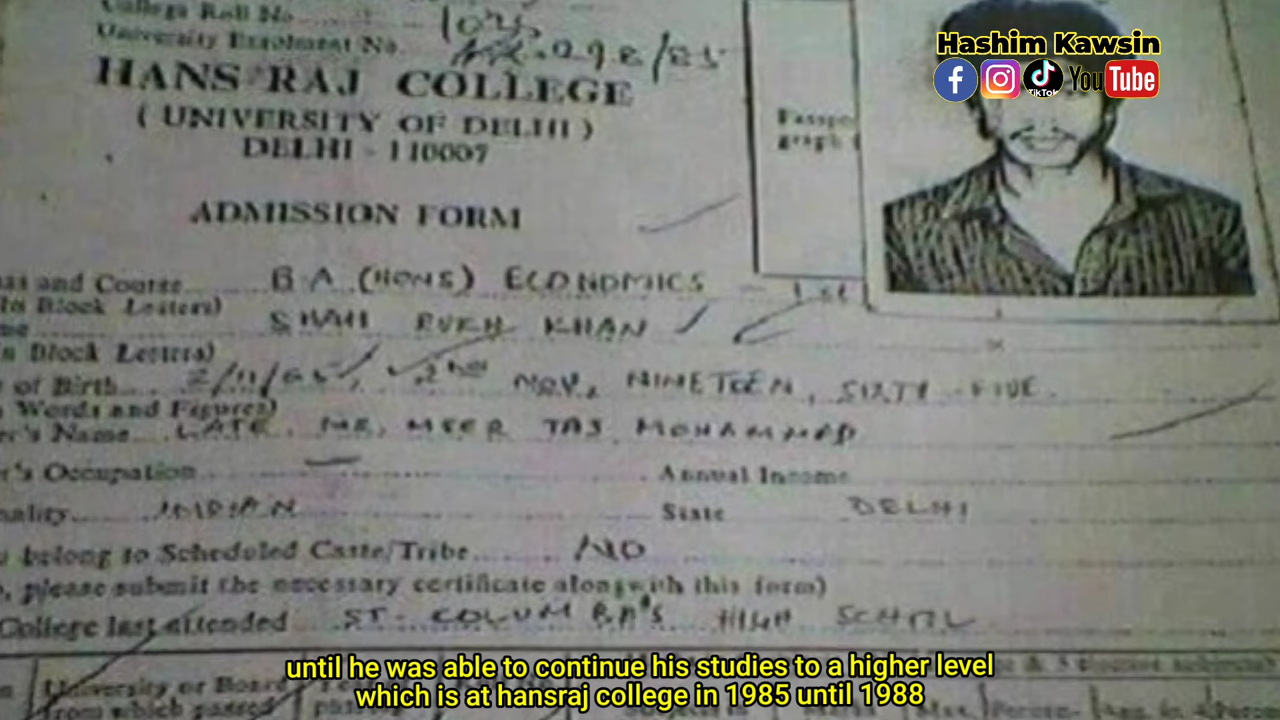 College Roll No
University Enrolment No.
HANS RAJ COLLEGE
( UNIVERSITY OF DELHI )
DELHI - 110007
ADMISSION FORM
Hashim Kawsin
TikTok
YouTube
and Course B.A (HONS) ECONOMICS
In Block Letters)
SHAH RUKH KHAN
Block Letters)
of Birth 2/11/65, 2ND NOV., NINETEEN, SIXTY-FIVE.
Words and Figures)
Name LATE. MR. MEER TAJ MOHAMMAD
Occupation
Annual Income
INDIAN
State DELHI
belong to Scheduled Caste/Tribe NO
please submit the necessary certificate alongwith this form)
College last attended ST. COLUMBA'S HIGH SCHOOL
University or Board
from which passed
until he was able to continue his studies to a higher level
which is at hansraj college in 1985 until 1988